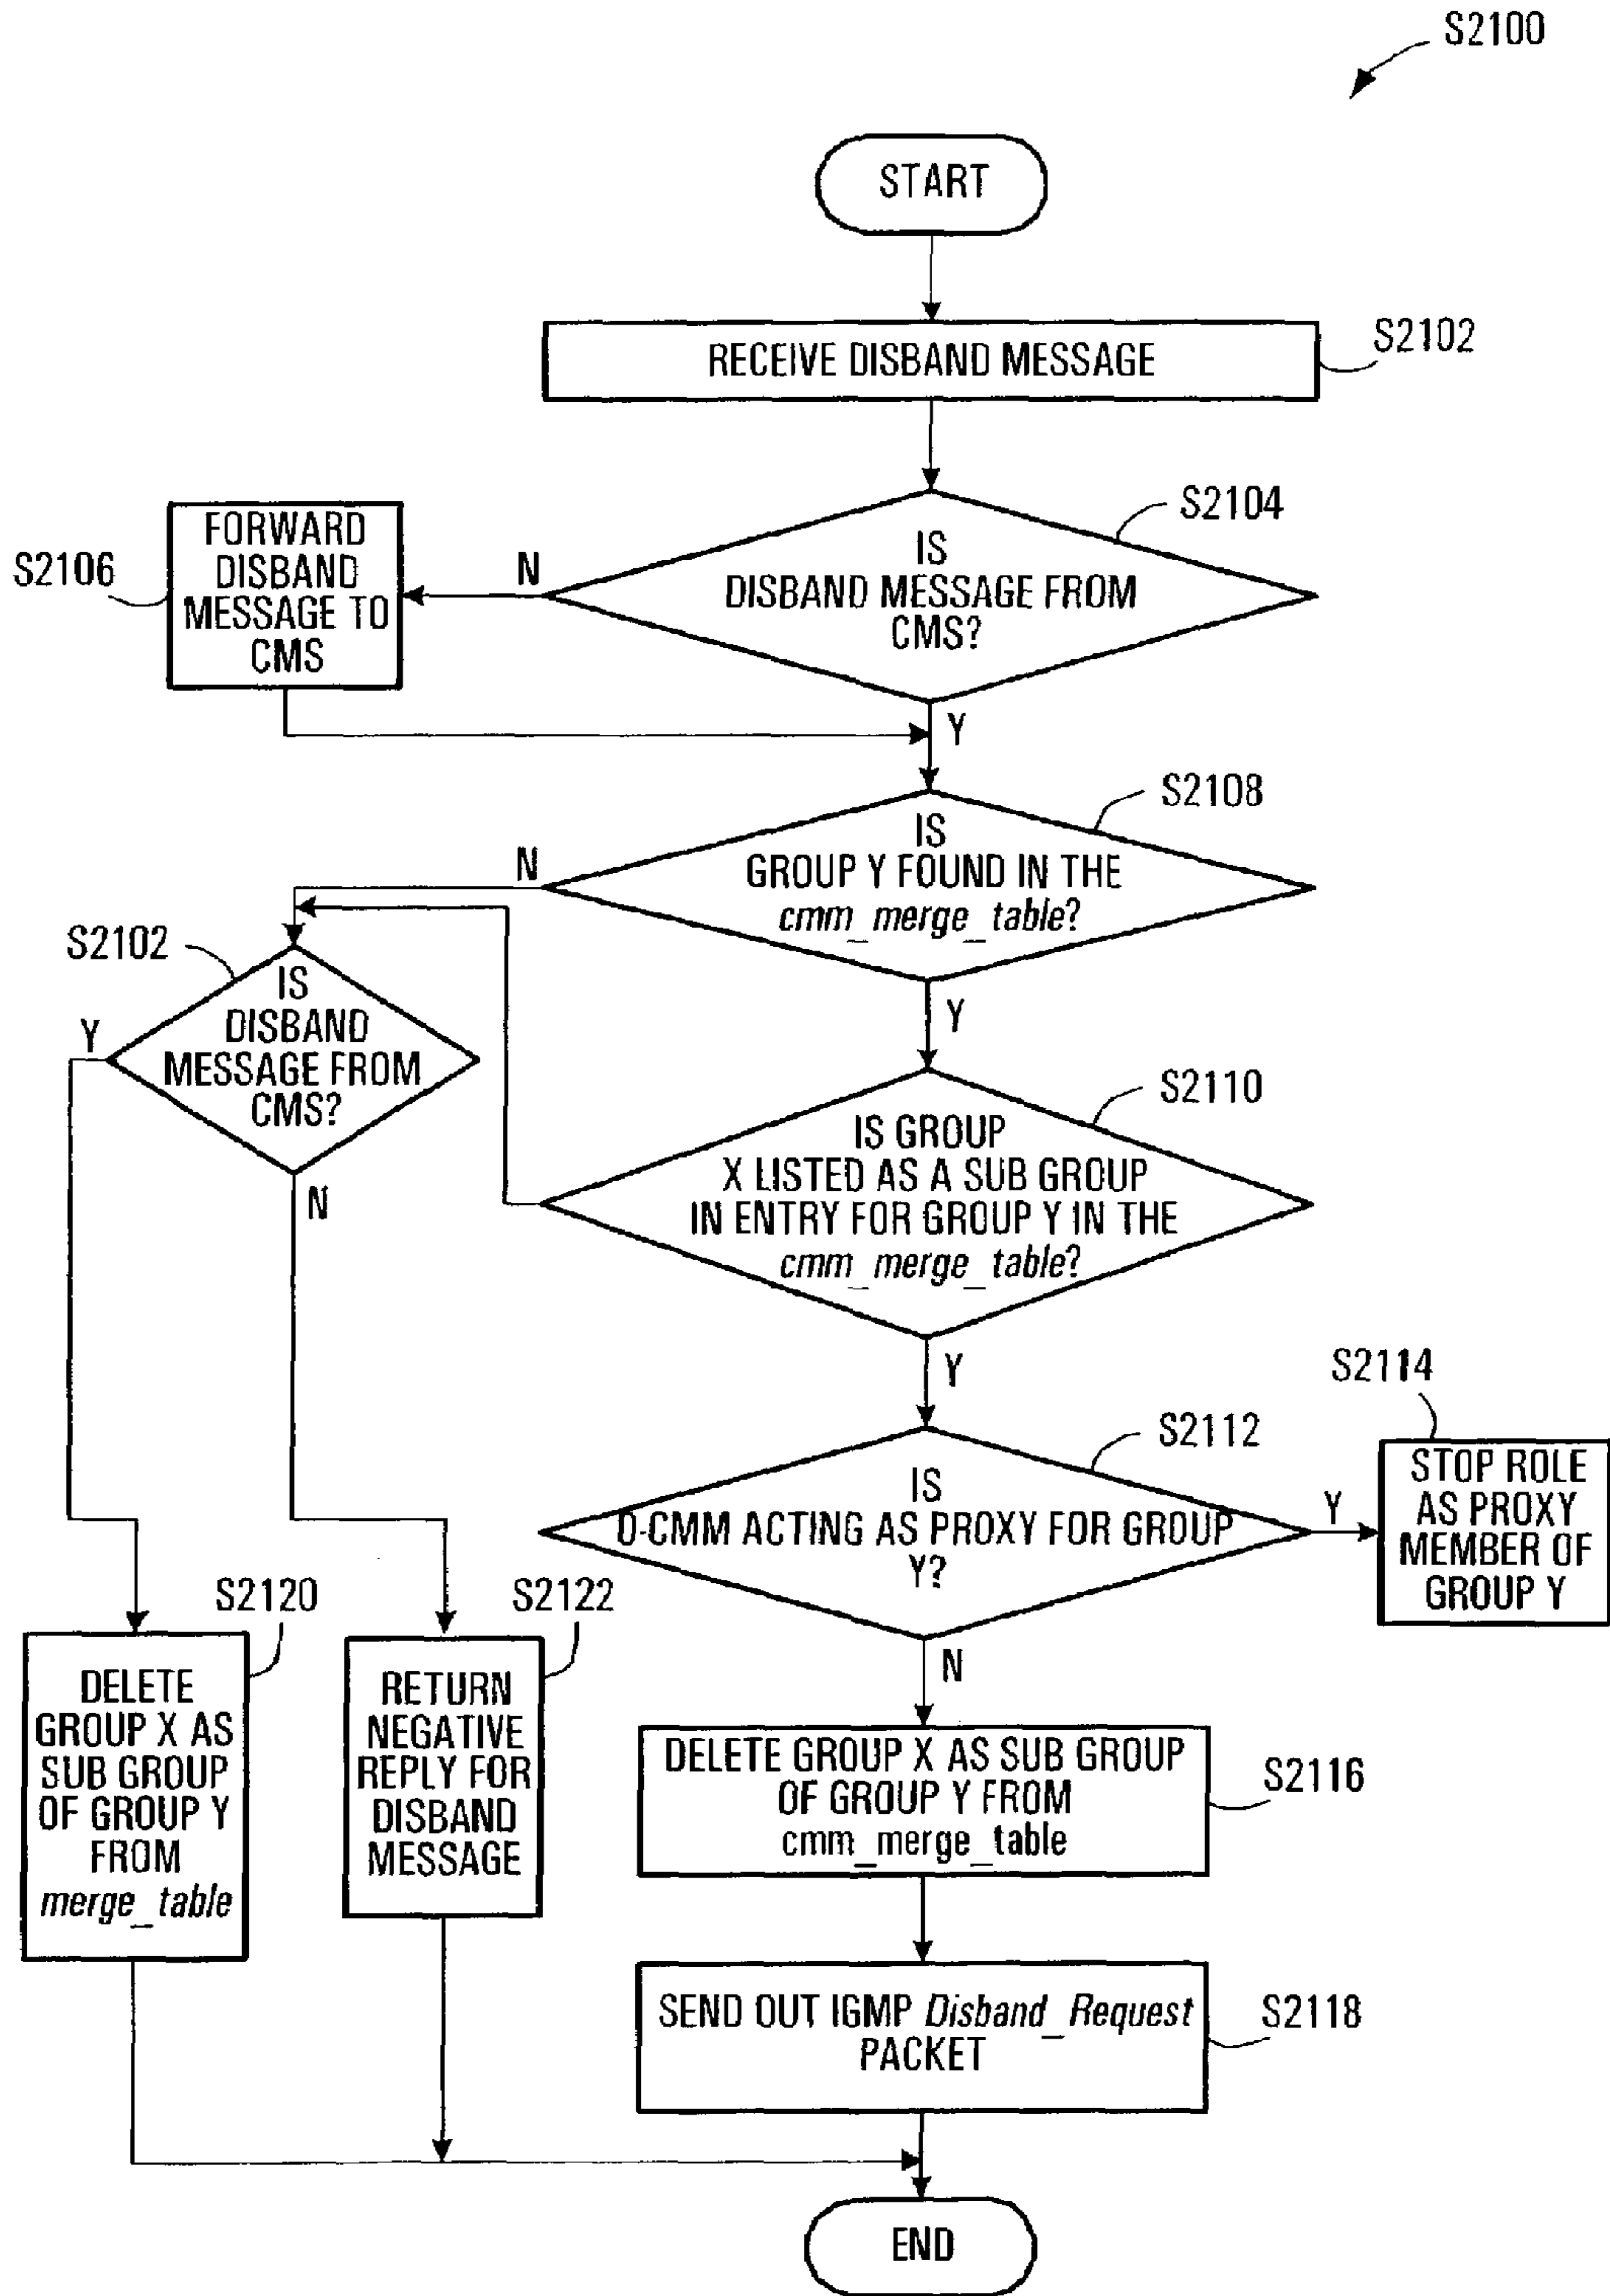 S2100
START
RECEIVE DISBAND MESSAGE
S2102
S2104
IS
DISBAND MESSAGE FROM
CMS?
N
FORWARD
DISBAND
MESSAGE TO
CMS
S2106
Y
S2108
IS
GROUP Y FOUND IN THE
cmm_merge_table?
N
S2102
IS
DISBAND
MESSAGE FROM
CMS?
Y
N
Y
S2110
IS GROUP
X LISTED AS A SUB GROUP
IN ENTRY FOR GROUP Y IN THE
cmm_merge_table?
Y
S2112
IS
D-CMM ACTING AS PROXY FOR GROUP
Y?
Y
S2114
STOP ROLE
AS PROXY
MEMBER OF
GROUP Y
N
S2120
DELETE
GROUP X AS
SUB GROUP
OF GROUP Y
FROM
merge_table
S2122
RETURN
NEGATIVE
REPLY FOR
DISBAND
MESSAGE
DELETE GROUP X AS SUB GROUP
OF GROUP Y FROM
cmm_merge_table
S2116
SEND OUT IGMP Disband_Request
PACKET
S2118
END